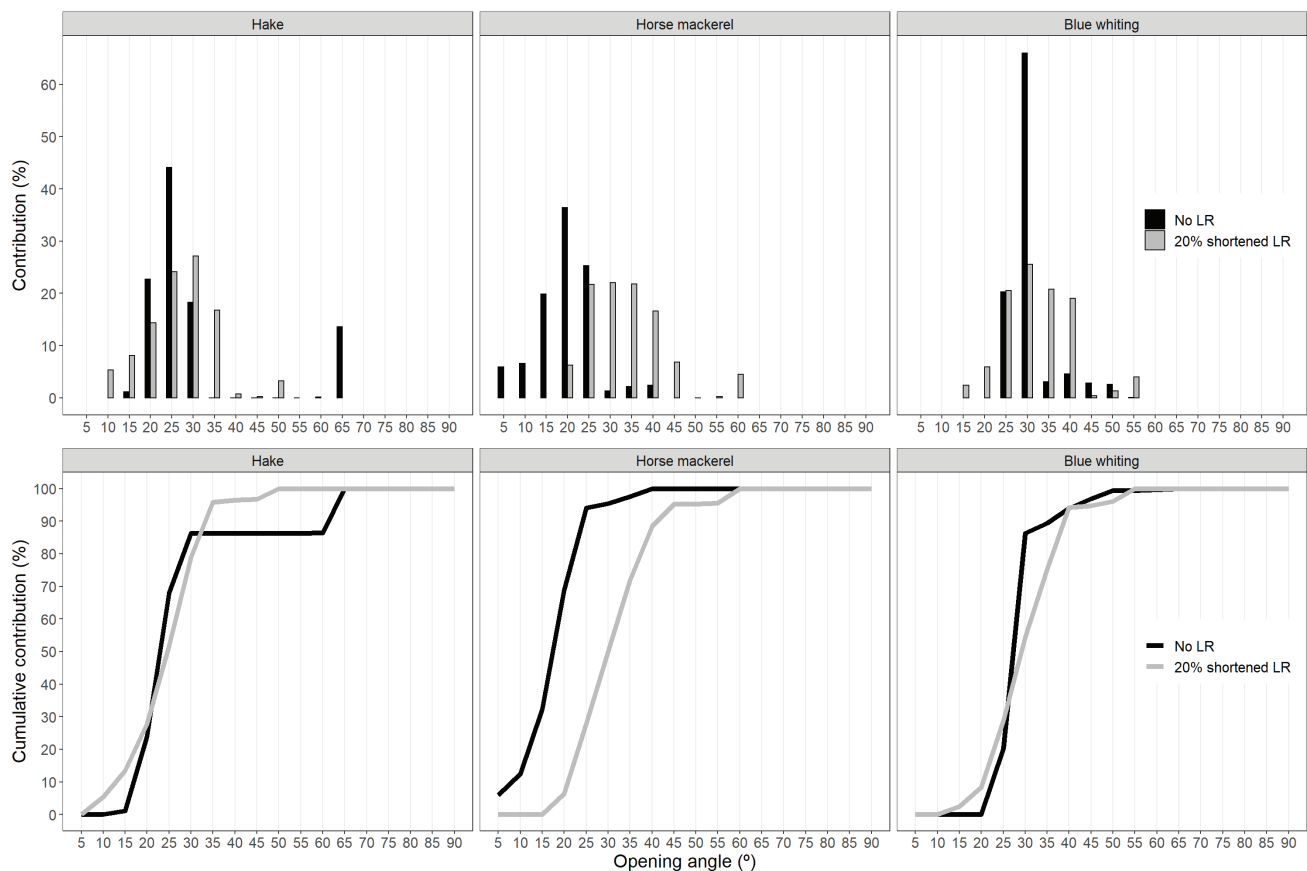 Hake Horse mackerel Blue whiting
Contribution (%)
60
50
40
30
20
10
0
No LR
20% shortened LR
5 10 15 20 25 30 35 40 45 50 55 60 65 70 75 80 85 90 5 10 15 20 25 30 35 40 45 50 55 60 65 70 75 80 85 90 5 10 15 20 25 30 35 40 45 50 55 60 65 70 75 80 85 90
Hake Horse mackerel Blue whiting
Cumulative contribution (%)
100
90
80
70
60
50
40
30
20
10
0
No LR
20% shortened LR
5 10 15 20 25 30 35 40 45 50 55 60 65 70 75 80 85 90 5 10 15 20 25 30 35 40 45 50 55 60 65 70 75 80 85 90 5 10 15 20 25 30 35 40 45 50 55 60 65 70 75 80 85 90
Opening angle (º)